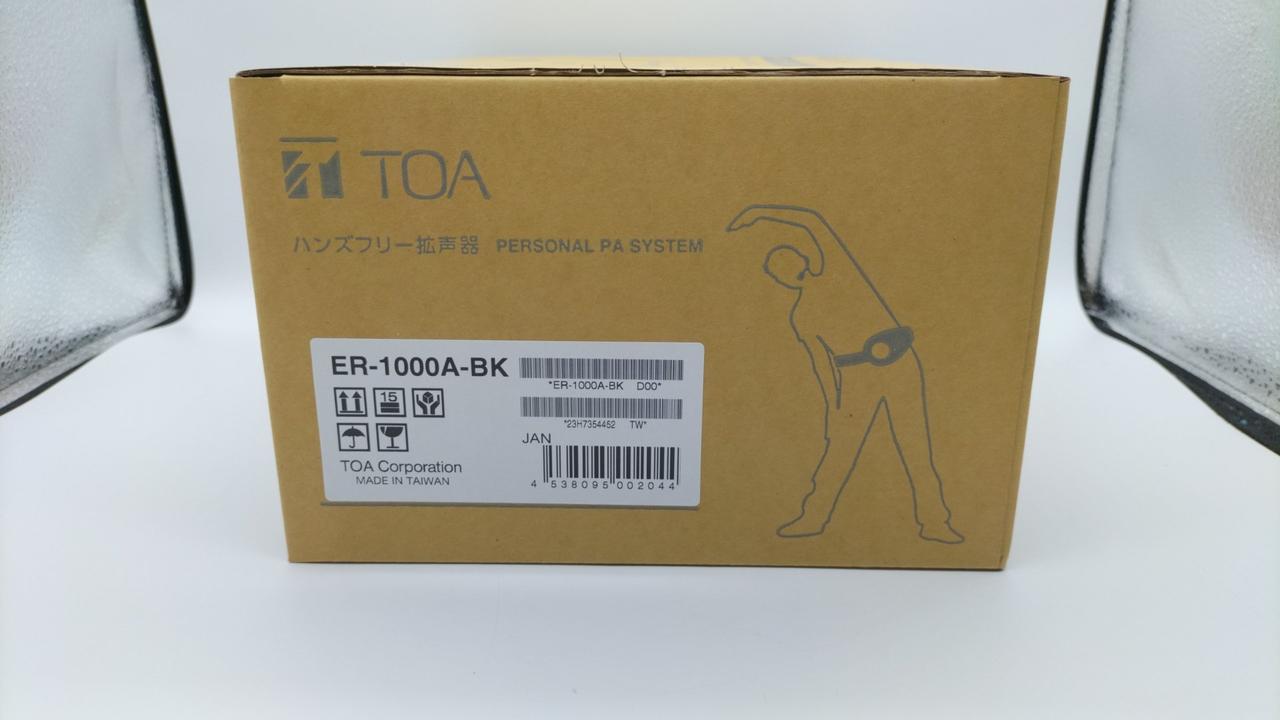 TOA
ハンズフリー拡声器 PERSONAL PA SYSTEM
ER-1000A-BK
*ER-1000A-BK D00*
15
*23H7354452 TW*
JAN
4 538095 002044
TOA Corporation
MADE IN TAIWAN